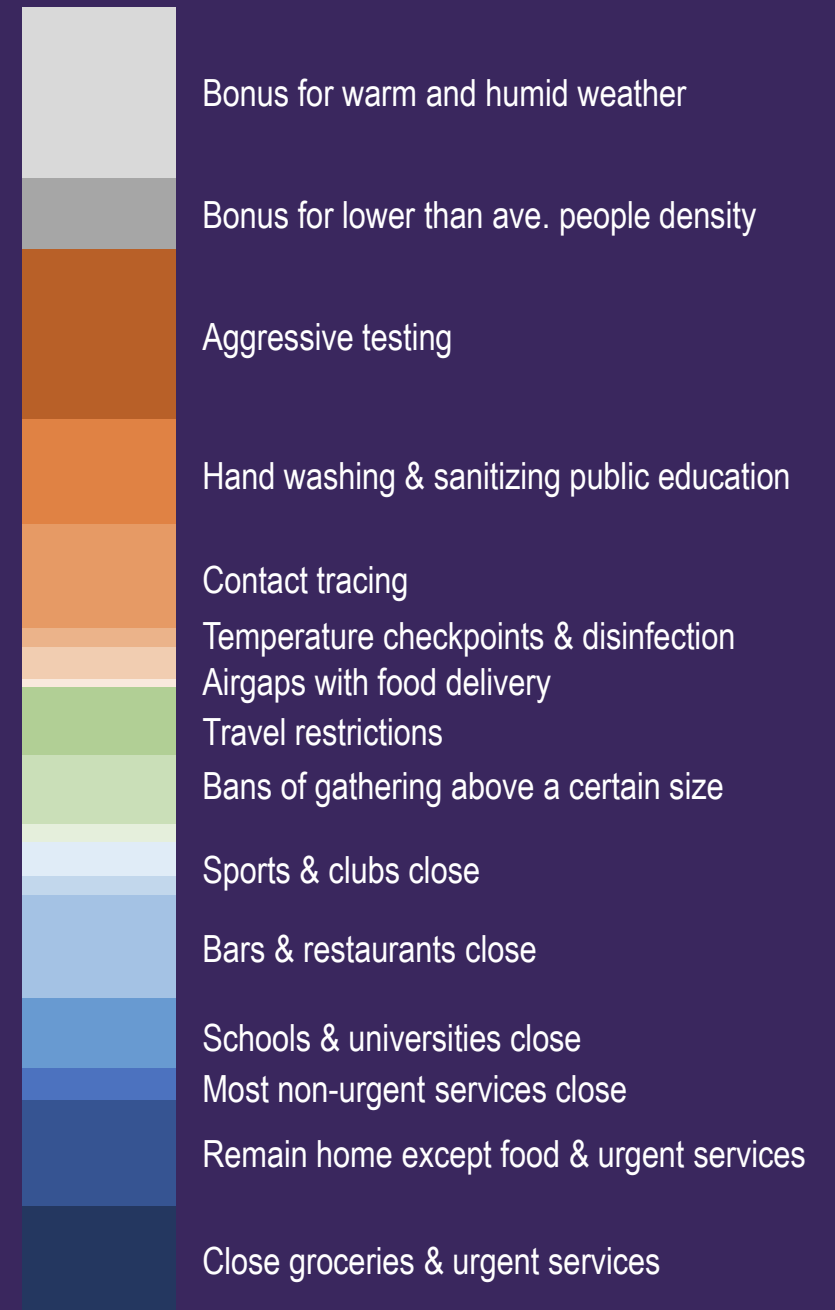 Bonus for warm and humid weather
Bonus for lower than ave. people density
Aggressive testing
Hand washing & sanitizing public education
Contact tracing
Temperature checkpoints & disinfection
Airgaps with food delivery
Travel restrictions
Bans of gathering above a certain size
Sports & clubs close
Bars & restaurants close
Schools & universities close
Most non-urgent services close
Remain home except food & urgent services
Close groceries & urgent services